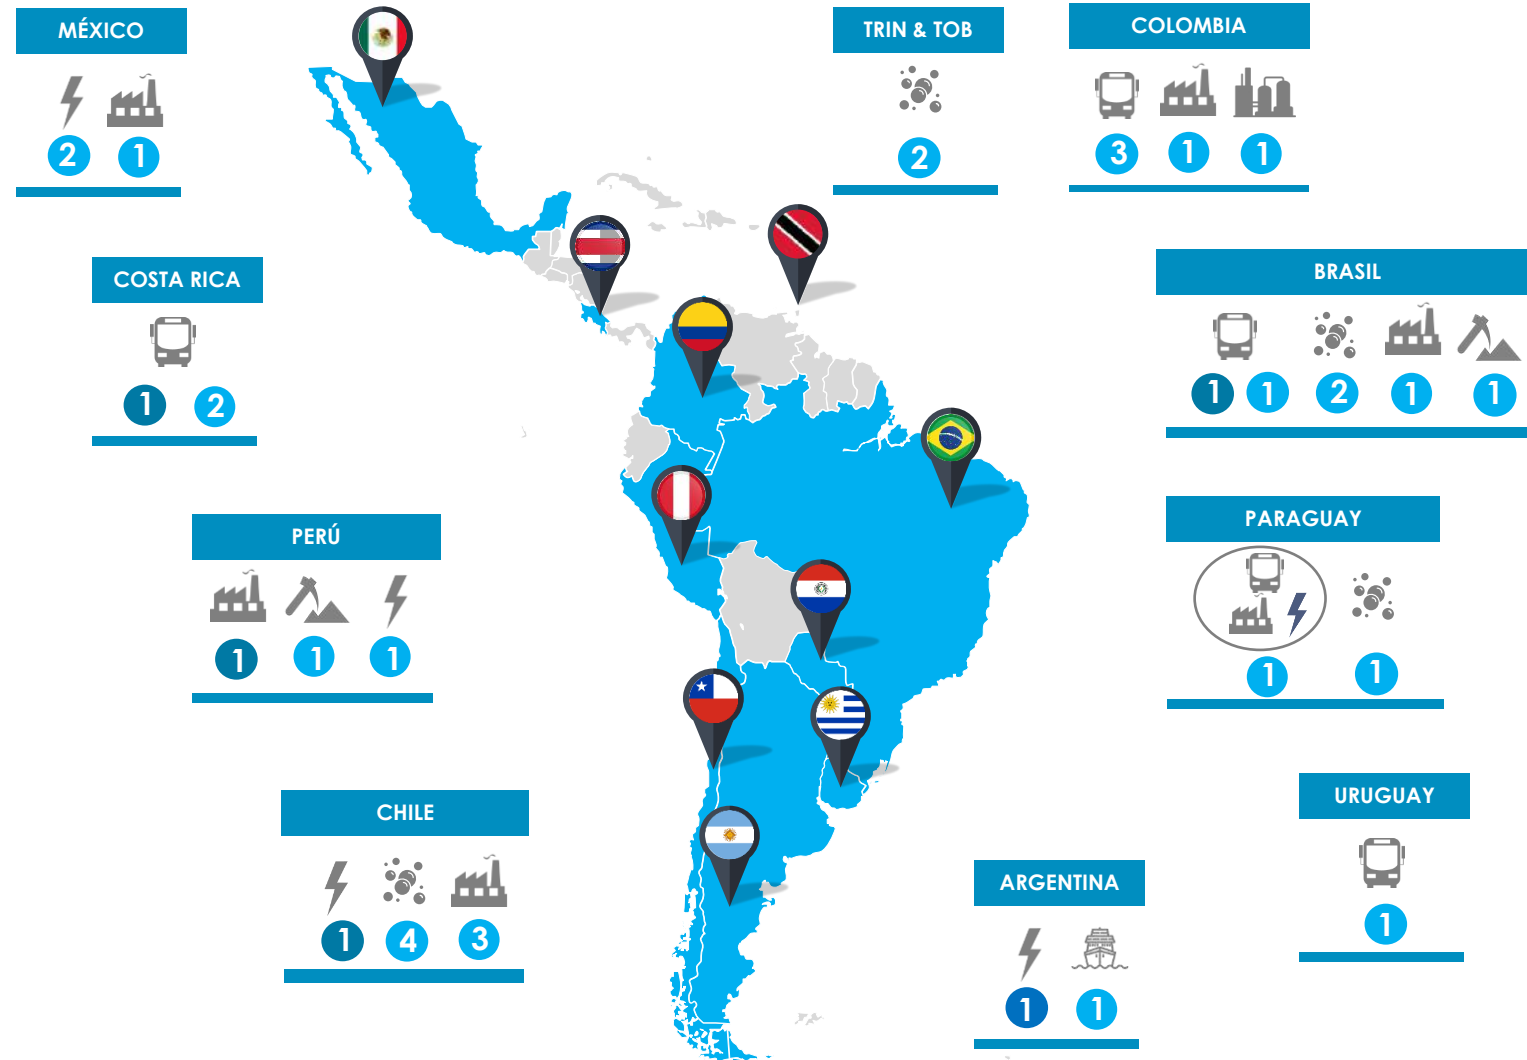 MÉXICO
2 1
TRIN & TOB
2
COLOMBIA
3 1 1
COSTA RICA
1 2
BRASIL
1 1 2 1 1
PERÚ
1 1 1
PARAGUAY
1 1
CHILE
1 4 3
URUGUAY
1
ARGENTINA
1 1